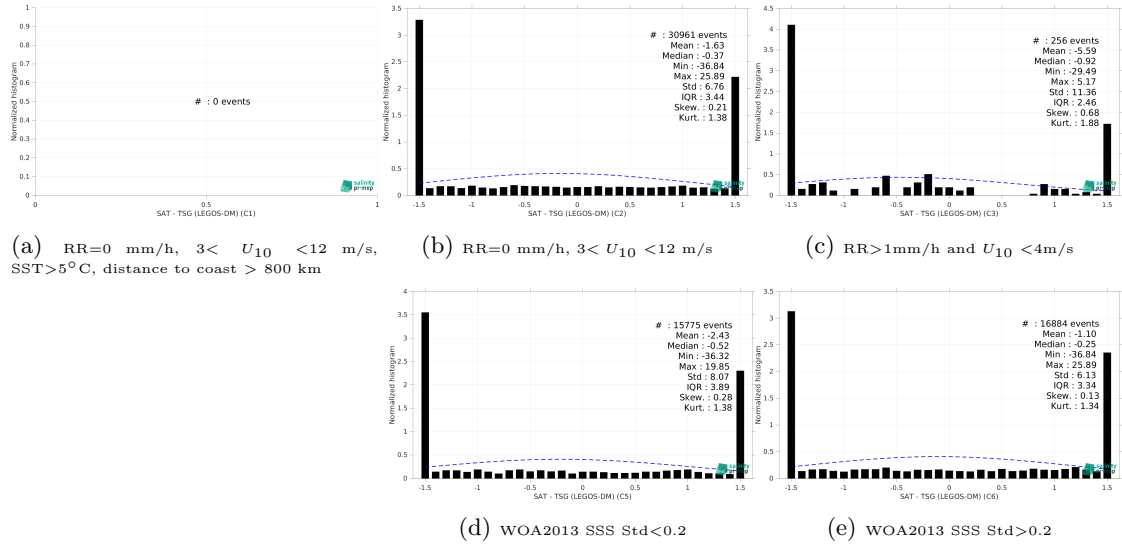 Normalized histogram
1
0.9
0.8
0.7
0.6
0.5
0.4
0.3
0.2
0.1
0
# : 0 events
salinity
pi-mep
0 0.5 1
SAT - TSG (LEGOS-DM) (C1)
(a) RR=0 mm/h, 3< U10 <12 m/s,
SST>5°C, distance to coast > 800 km
Normalized histogram
3.5
3
2.5
2
1.5
1
0.5
0
# : 30961 events
Mean : -1.63
Median : -0.37
Min : -36.84
Max : 25.89
Std : 6.76
IQR : 3.44
Skew. : 0.21
Kurt. : 1.38
salinity
pi-mep
-1.5 -1 -0.5 0 0.5 1 1.5
SAT - TSG (LEGOS-DM) (C2)
(b) RR=0 mm/h, 3< U10 <12 m/s
Normalized histogram
4.5
4
3.5
3
2.5
2
1.5
1
0.5
0
# : 256 events
Mean : -5.59
Median : -0.92
Min : -29.49
Max : 5.17
Std : 11.36
IQR : 2.46
Skew. : 0.68
Kurt. : 1.88
salinity
pi-mep
-1.5 -1 -0.5 0 0.5 1 1.5
SAT - TSG (LEGOS-DM) (C3)
(c) RR>1mm/h and U10 <4m/s
Normalized histogram
4
3.5
3
2.5
2
1.5
1
0.5
0
# : 15775 events
Mean : -2.43
Median : -0.52
Min : -36.32
Max : 19.85
Std : 8.07
IQR : 3.89
Skew. : 0.28
Kurt. : 1.38
salinity
pi-mep
-1.5 -1 -0.5 0 0.5 1 1.5
SAT - TSG (LEGOS-DM) (C5)
(d) WOA2013 SSS Std<0.2
Normalized histogram
3.5
3
2.5
2
1.5
1
0.5
0
# : 16884 events
Mean : -1.10
Median : -0.25
Min : -36.84
Max : 25.89
Std : 6.13
IQR : 3.34
Skew. : 0.13
Kurt. : 1.34
salinity
pi-mep
-1.5 -1 -0.5 0 0.5 1 1.5
SAT - TSG (LEGOS-DM) (C6)
(e) WOA2013 SSS Std>0.2